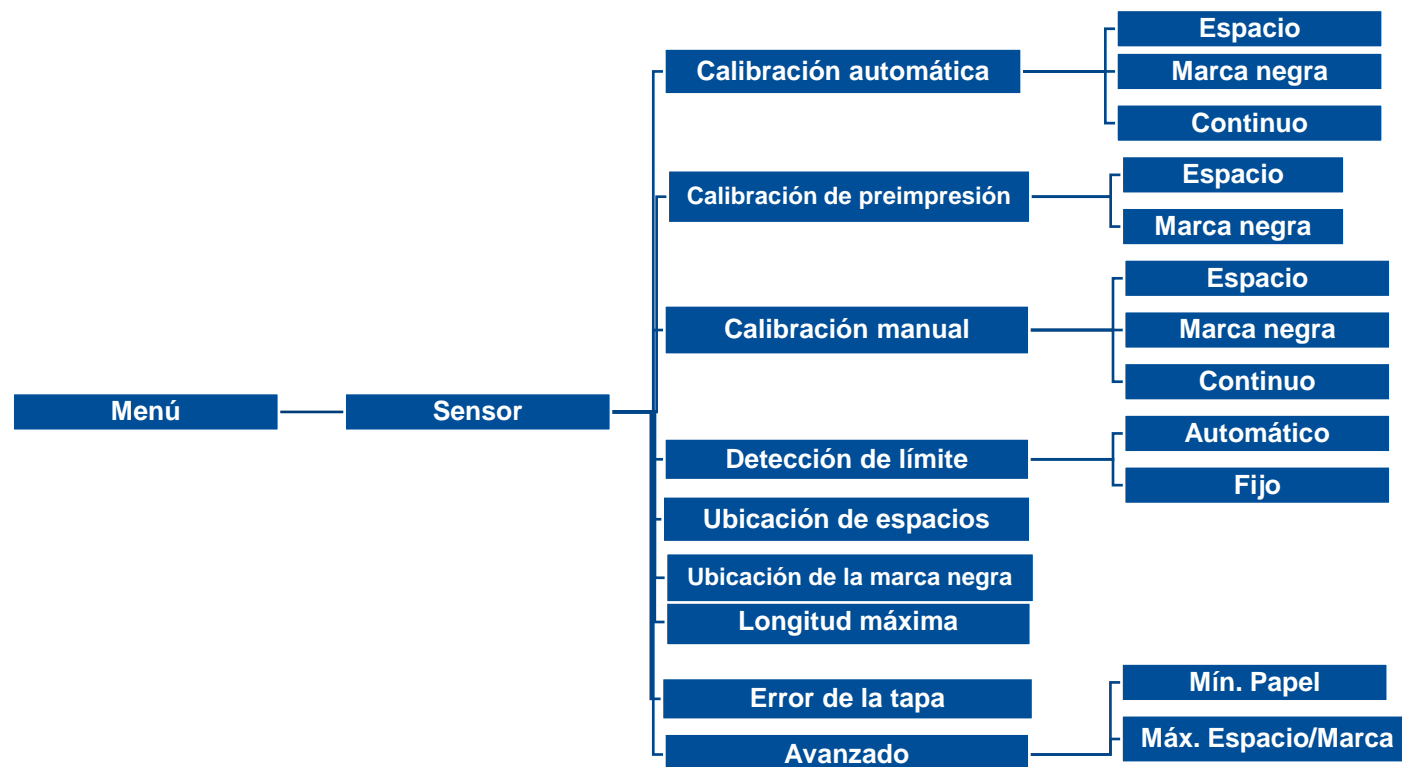 Menú
Sensor
Calibración automática
Espacio
Marca negra
Continuo
Calibración de preimpresión
Espacio
Marca negra
Calibración manual
Espacio
Marca negra
Continuo
Detección de límite
Automático
Fijo
Ubicación de espacios
Ubicación de la marca negra
Longitud máxima
Error de la tapa
Avanzado
Mín. Papel
Máx. Espacio/Marca